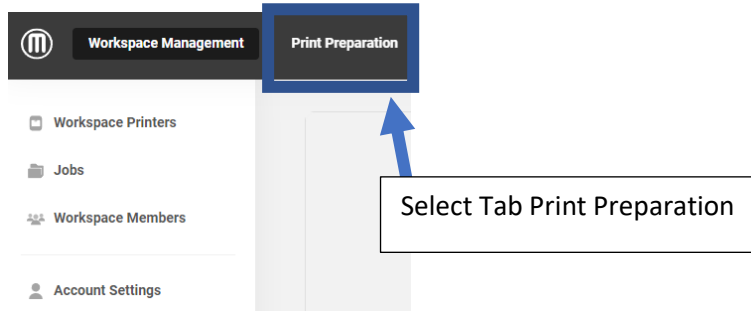 Workspace Management
Print Preparation
Workspace Printers
Jobs
Workspace Members
Account Settings
Select Tab Print Preparation